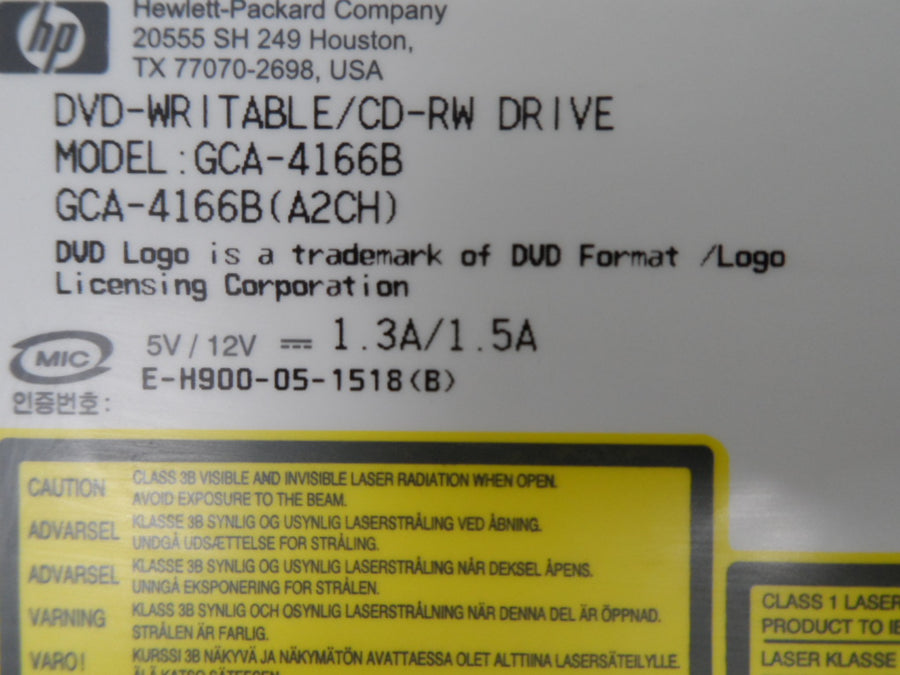 hp
Hewlett-Packard Company
20555 SH 249 Houston,
TX 77070-2698, USA
DVD-WRITABLE/CD-RW DRIVE
MODEL:GCA-4166B
GCA-4166B(A2CH)
DVD Logo is a trademark of DVD Format /Logo
Licensing Corporation
MIC
5V / 12V ⎓ 1.3A/1.5A
E-H900-05-1518(B)
인증번호:
CAUTION CLASS 3B VISIBLE AND INVISIBLE LASER RADIATION WHEN OPEN.
AVOID EXPOSURE TO THE BEAM.
ADVARSEL KLASSE 3B SYNLIG OG USYNLIG LASERSTRÅLING VED ÅBNING.
UNDGÅ UDSÆTTELSE FOR STRÅLING.
ADVARSEL KLASSE 3B SYNLIG OG USYNLIG LASERSTRÅLING NÅR DEKSEL ÅPENS.
UNNGÅ EKSPONERING FOR STRÅLEN.
VARNING KLASS 3B SYNLIG OCH OSYNLIG LASERSTRÅLNING NÄR DENNA DEL ÄR ÖPPNAD.
STRÅLEN ÄR FARLIG.
VARO! KURSSI 3B NÄKYVÄ JA NÄKYMÄTÖN AVATTAESSA OLET ALTTIINA LASERSÄTEILYLLE.
CLASS 1 LASER
PRODUCT TO IE
LASER KLASSE